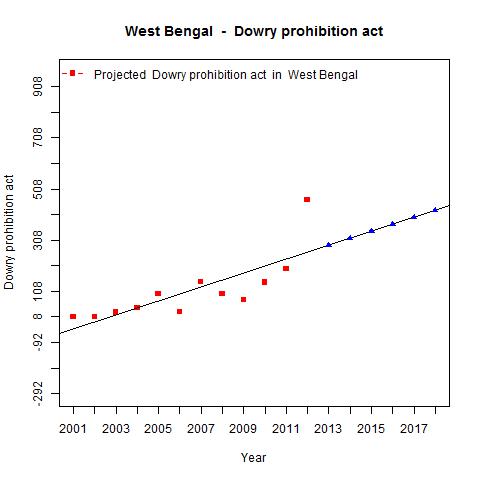 West Bengal - Dowry prohibition act
Projected Dowry prohibition act in West Bengal
Dowry prohibition act
908
708
508
308
108
8
-92
-292
2001 2003 2005 2007 2009 2011 2013 2015 2017
Year